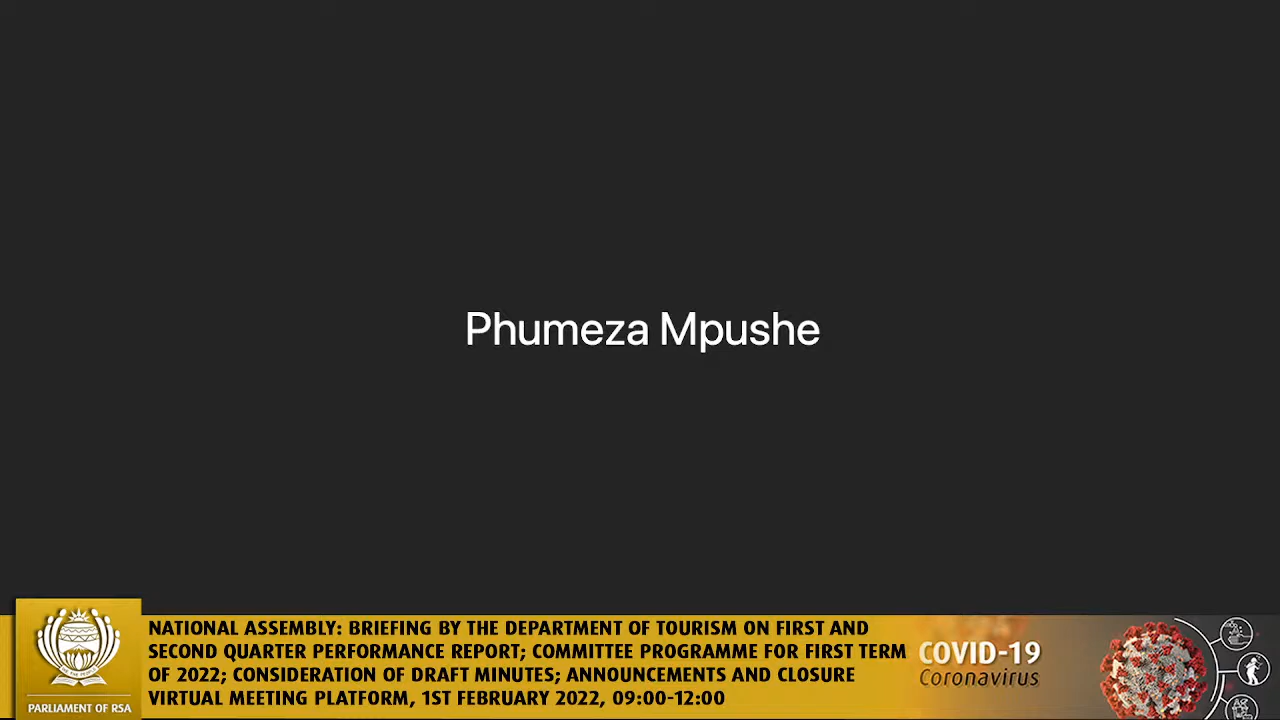 Phumeza Mpushe
NATIONAL ASSEMBLY: BRIEFING BY THE DEPARTMENT OF TOURISM ON FIRST AND
SECOND QUARTER PERFORMANCE REPORT; COMMITTEE PROGRAMME FOR FIRST TERM
OF 2022; CONSIDERATION OF DRAFT MINUTES; ANNOUNCEMENTS AND CLOSURE
VIRTUAL MEETING PLATFORM, 1ST FEBRUARY 2022, 09:00-12:00
PARLIAMENT OF RSA
COVID-19
Coronavirus